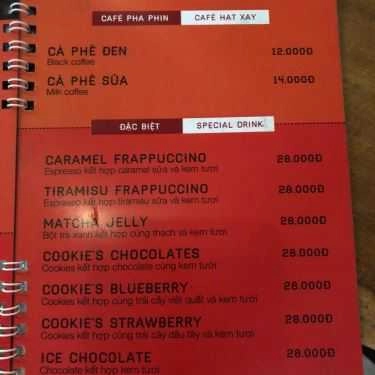 CAFÉ PHA PHIN CAFÉ HẠT XAY
CÀ PHÊ ĐEN 12.000Đ
Black coffee
CÀ PHÊ SỮA 14.000Đ
Milk coffee
ĐẶC BIỆT SPECIAL DRINK
CARAMEL FRAPPUCCINO 28.000Đ
Espresso kết hợp caramel sữa và kem tươi
TIRAMISU FRAPPUCCINO 28.000Đ
Espresso kết hợp tiramisu sữa và kem tươi
MATCHA JELLY 28.000Đ
Bột trà xanh kết hợp cùng thạch và kem tươi
COOKIE'S CHOCOLATES 28.000Đ
Cookies kết hợp chocolate cùng kem tươi
COOKIE'S BLUEBERRY 28.000Đ
Cookies kết hợp cùng trái cây việt quất và kem tươi
COOKIE'S STRAWBERRY 28.000Đ
Cookies kết hợp cùng trái cây dâu tây và kem tươi
ICE CHOCOLATE 28.000Đ
Chocolate kết hợp kem tươi